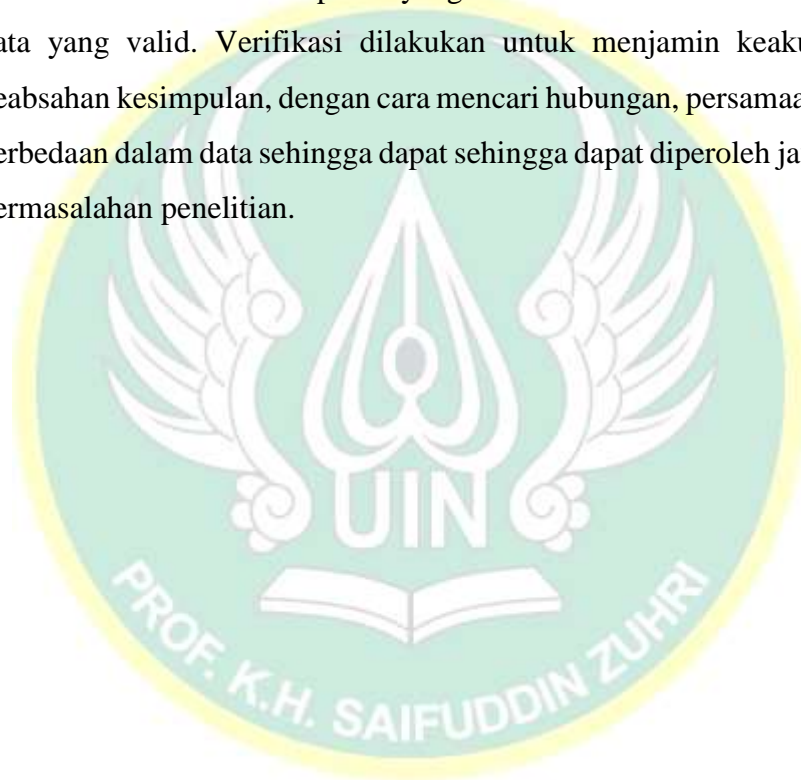 ata yang valid. Verifikasi dilakukan untuk menjamin keaku
eabsahan kesimpulan, dengan cara mencari hubungan, persamaa
erbedaan dalam data sehingga dapat sehingga dapat diperoleh ja
ermasalahan penelitian.
UIN
PROF. K.H. SAIFUDDIN ZUHRI